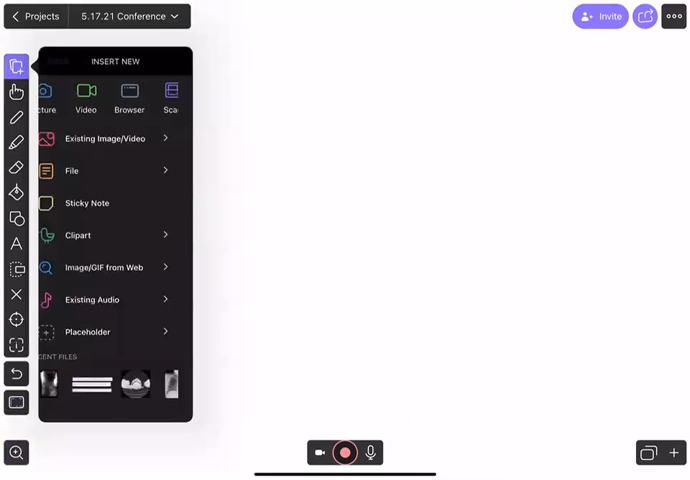 Projects
5.17.21 Conference
Invite
INSERT NEW
cture
Video
Browser
Scan
Existing Image/Video
File
Sticky Note
Clipart
Image/GIF from Web
Existing Audio
Placeholder
CENT FILES